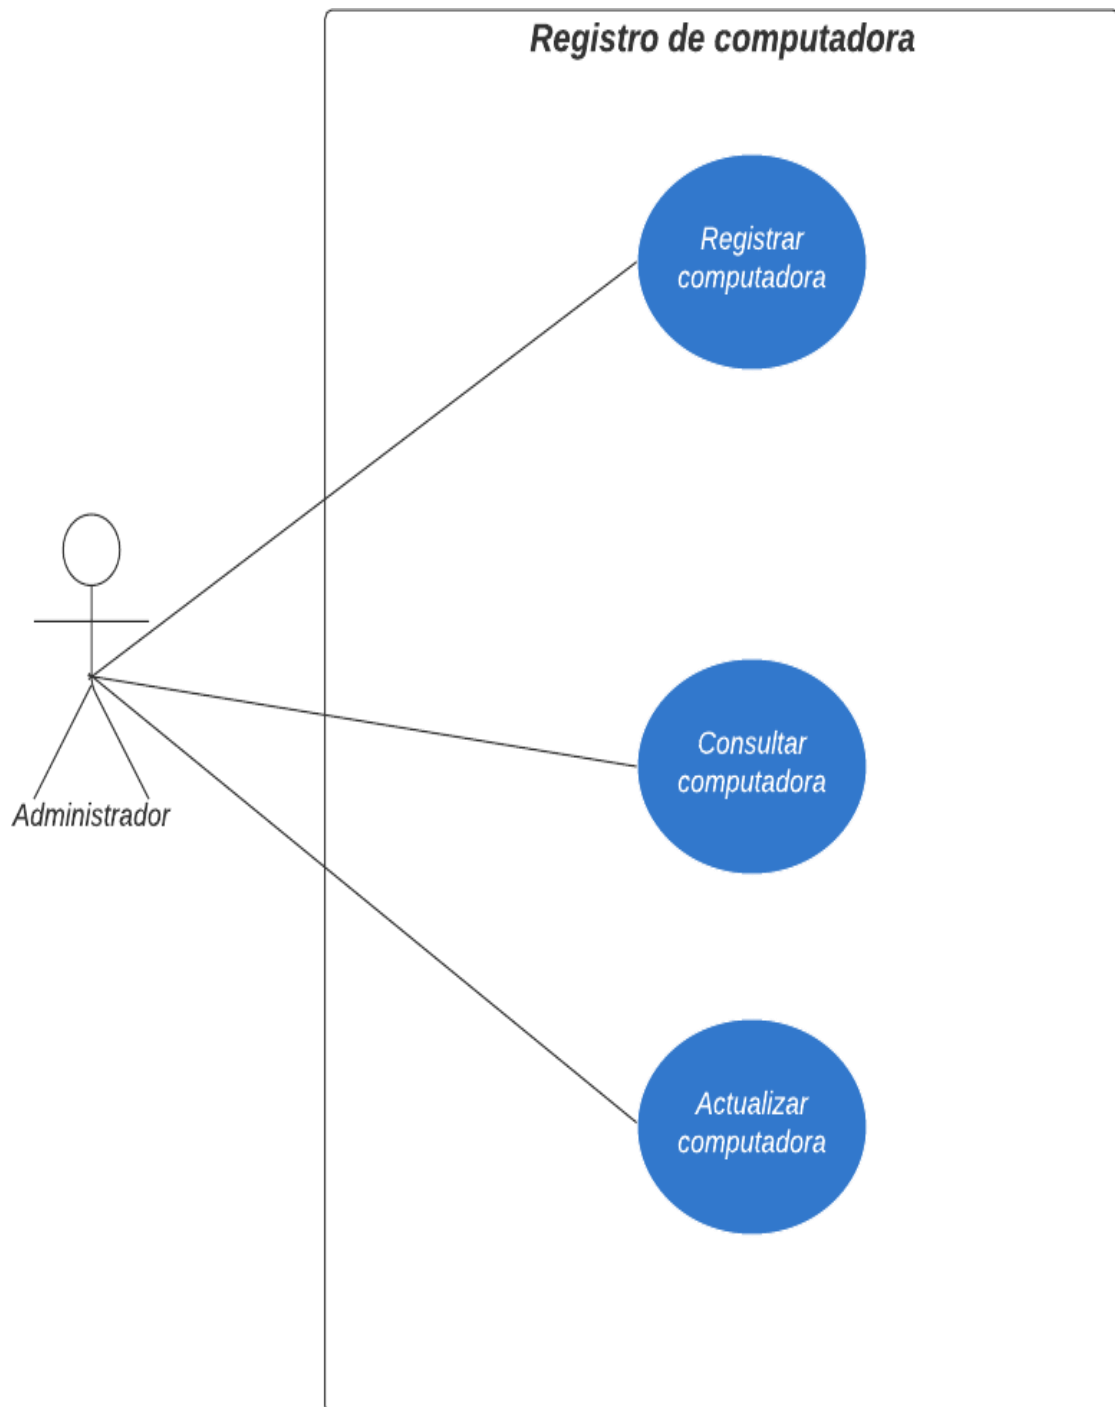 Registro de computadora
Registrar
computadora
Consultar
computadora
Administrador
Actualizar
computadora